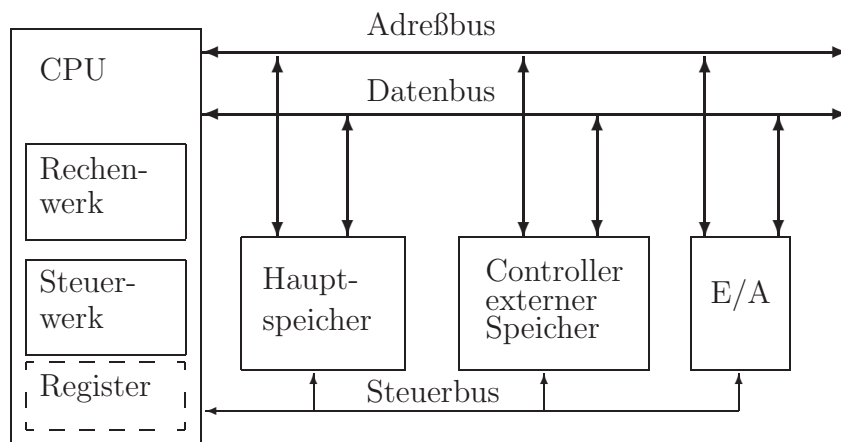 Adreßbus
CPU
Datenbus
Rechen-
werk
Steuer-
werk
Register
Haupt-
speicher
Controller
externer
Speicher
E/A
Steuerbus